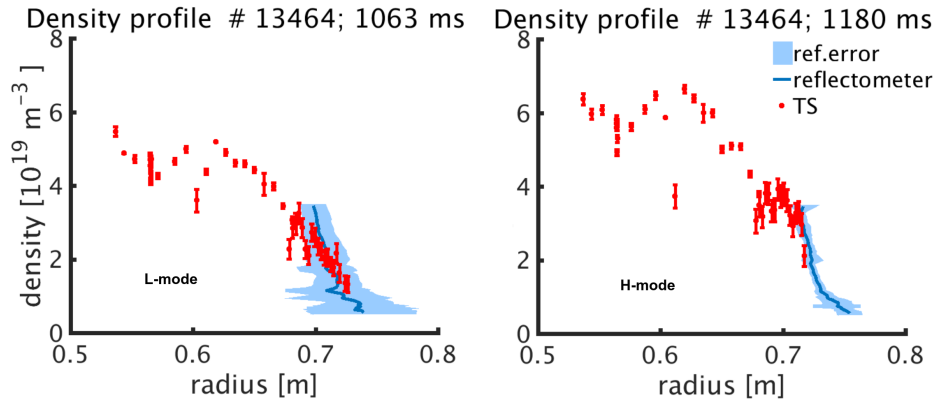 Density profile # 13464; 1063 ms
8
6
4
2
0
density [10^19 m^-3]
L-mode
0.5 0.6 0.7 0.8
radius [m]
Density profile # 13464; 1180 ms
8
6
4
2
0
ref.error
reflectometer
TS
H-mode
0.5 0.6 0.7 0.8
radius [m]